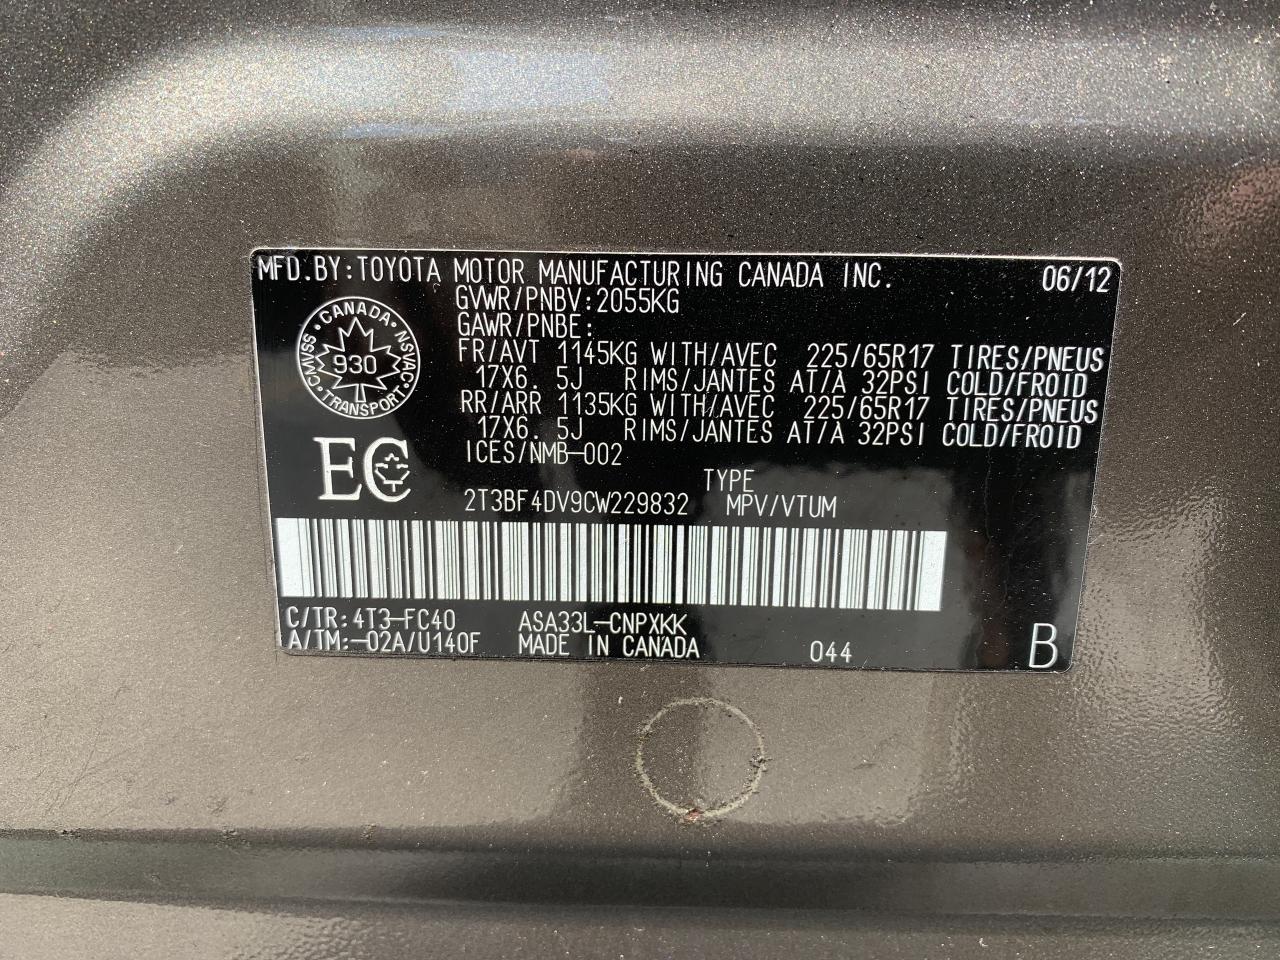 MFD.BY:TOYOTA MOTOR MANUFACTURING CANADA INC. 06/12
GVWR/PNBV:2055KG
GAWR/PNBE:
FR/AVT 1145KG WITH/AVEC 225/65R17 TIRES/PNEUS
17X6.5J RIMS/JANTES AT/A 32PSI COLD/FROID
RR/ARR 1135KG WITH/AVEC 225/65R17 TIRES/PNEUS
17X6.5J RIMS/JANTES AT/A 32PSI COLD/FROID
ICES/NMB-002
CANADA
CMVSS 930 NSVAC
TRANSPORT
EC
TYPE
2T3BF4DV9CW229832 MPV/VTUM
C/TR:4T3-FC40 ASA33L-CNPXKK
A/TM:-02A/U140F MADE IN CANADA 044 B